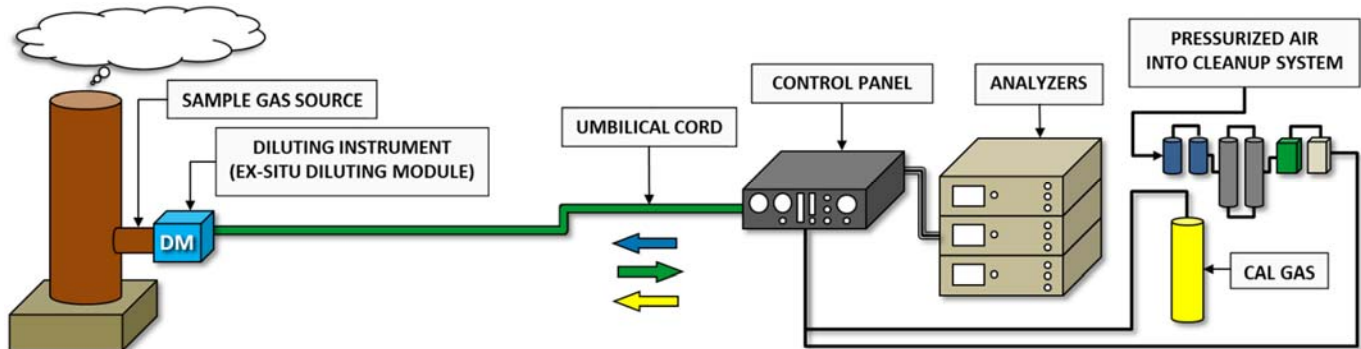 PRESSURIZED AIR
INTO CLEANUP SYSTEM
CONTROL PANEL
ANALYZERS
SAMPLE GAS SOURCE
UMBILICAL CORD
DILUTING INSTRUMENT
(EX-SITU DILUTING MODULE)
DM
CAL GAS